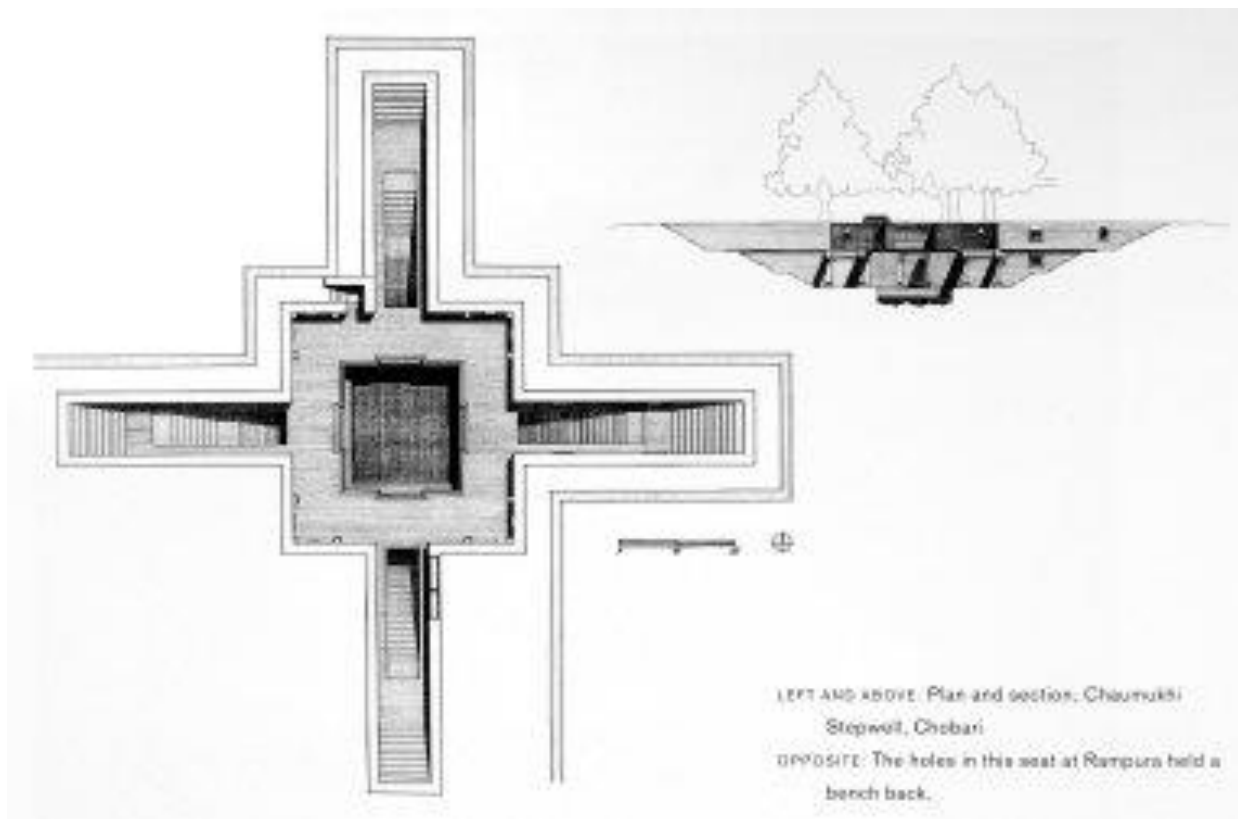 LEFT AND ABOVE: Plan and section, Chaumukhi
Stepwell, Chobari
OPPOSITE: The holes in this seat at Rampura held a
bench back.